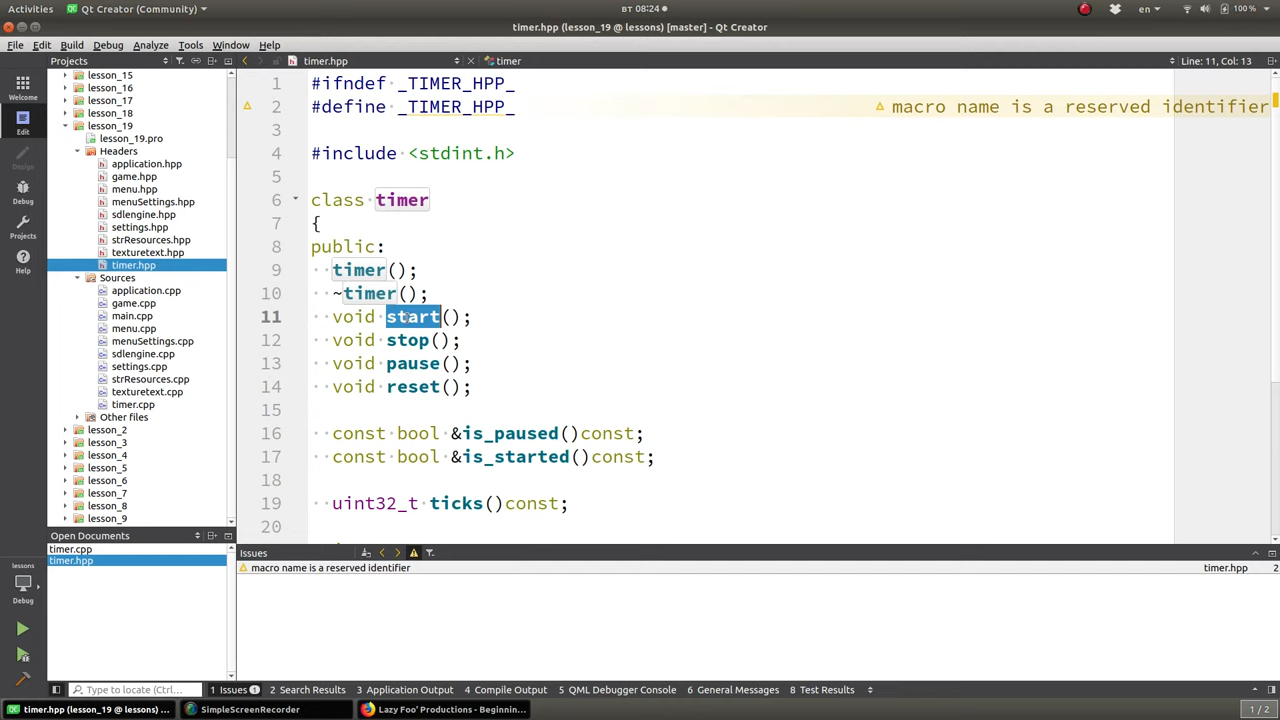 Activities Qt Creator (Community) вт 08:24 en 100 %
timer.hpp (lesson_19 @ lessons) [master] - Qt Creator
File Edit Build Debug Analyze Tools Window Help
Projects timer.hpp timer Line: 11, Col: 13
Welcome
Edit
Design
Debug
Projects
Help
lesson_15
lesson_16
lesson_17
lesson_18
lesson_19
lesson_19.pro
Headers
application.hpp
game.hpp
menu.hpp
menuSettings.hpp
sdlengine.hpp
settings.hpp
strResources.hpp
texturetext.hpp
timer.hpp
Sources
application.cpp
game.cpp
main.cpp
menu.cpp
menuSettings.cpp
sdlengine.cpp
settings.cpp
strResources.cpp
texturetext.cpp
timer.cpp
Other files
lesson_2
lesson_3
lesson_4
lesson_5
lesson_6
lesson_7
lesson_8
lesson_9
1 #ifndef _TIMER_HPP_
2 #define _TIMER_HPP_ macro name is a reserved identifier
3
4 #include <stdint.h>
5
6 class timer
7 {
8 public:
9 timer();
10 ~timer();
11 void start();
12 void stop();
13 void pause();
14 void reset();
15
16 const bool &is_paused()const;
17 const bool &is_started()const;
18
19 uint32_t ticks()const;
20
Open Documents
timer.cpp
timer.hpp
Issues
macro name is a reserved identifier timer.hpp 2
lessons
Debug
Type to locate (... 1 Issues 1 2 Search Results 3 Application Output 4 Compile Output 5 QML Debugger Console 6 General Messages 8 Test Results
timer.hpp (lesson_19 @ lessons) ... SimpleScreenRecorder Lazy Foo' Productions - Beginnin... 1 / 2